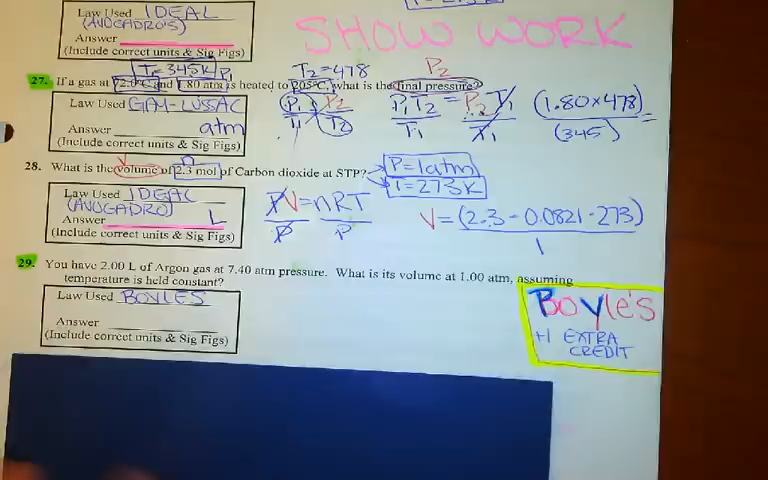 Law Used IDEAL
(AVOGADRO'S)
Answer
(Include correct units & Sig Figs)
SHOW WORK
T₁=345K P₁ T₂=478 P₂
27. If a gas at 72.0°C and 1.80 atm is heated to 205°C, what is the final pressure?
Law Used GAY-LUSSAC
Answer atm
(Include correct units & Sig Figs)
P₁ = P₂
T₁ T₂
P₁T₂ = P₂T₁
T₁ T₁
(1.80×478) =
(345)
28. What is the volume of 2.3 mol of Carbon dioxide at STP?
V n
P=1atm
T=273K
Law Used IDEAL
(AVOGADRO)
Answer L
(Include correct units & Sig Figs)
PV=nRT
P P
V=(2.3-0.0821-273)
1
29. You have 2.00 L of Argon gas at 7.40 atm pressure. What is its volume at 1.00 atm, assuming
temperature is held constant?
Law Used BOYLES
Answer
(Include correct units & Sig Figs)
Boyle's
+1 EXTRA
CREDIT